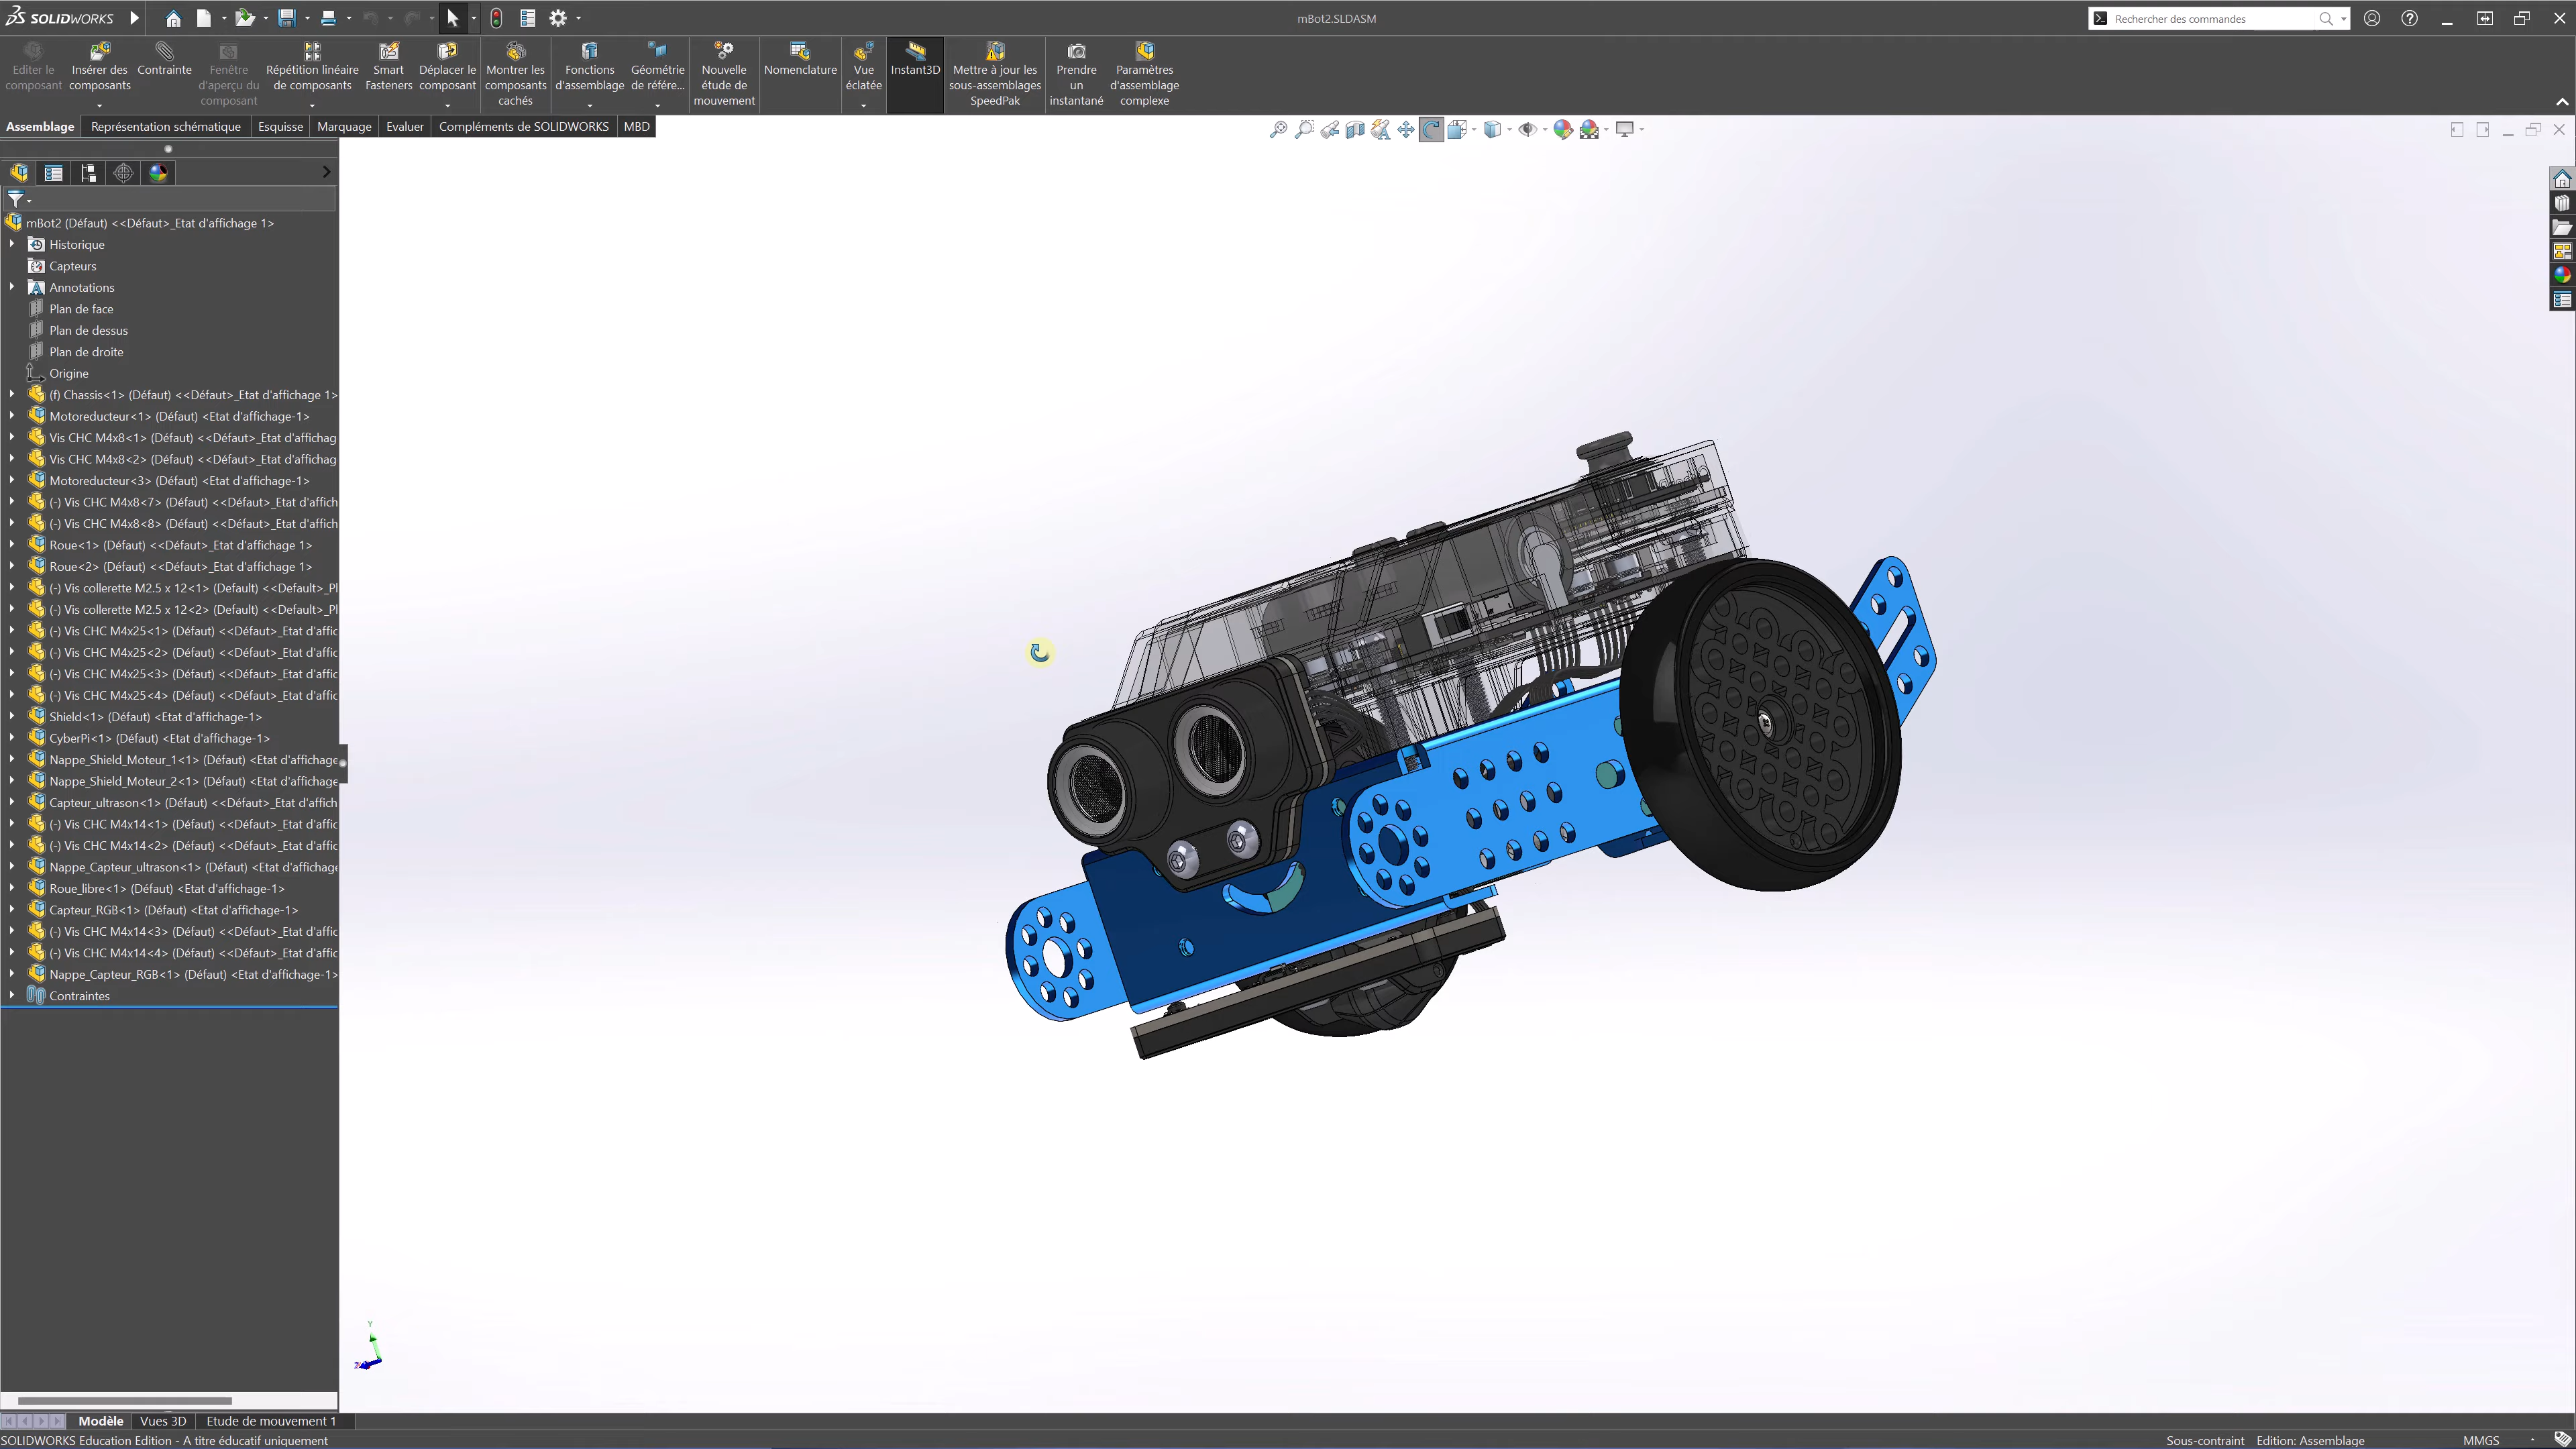 SOLIDWORKS
mBot2.SLDASM
Rechercher des commandes
Editer le composant
Insérer des composants
Contrainte
Fenêtre d'aperçu du composant
Répétition linéaire de composants
Smart Fasteners
Déplacer le composant
Montrer les composants cachés
Fonctions d'assemblage
Géométrie de référe...
Nouvelle étude de mouvement
Nomenclature
Vue éclatée
Instant3D
Mettre à jour les sous-assemblages SpeedPak
Prendre un instantané
Paramètres d'assemblage complexe
Assemblage
Représentation schématique
Esquisse
Marquage
Evaluer
Compléments de SOLIDWORKS
MBD
mBot2 (Défaut) <<Défaut>_Etat d'affichage 1>
Historique
Capteurs
Annotations
Plan de face
Plan de dessus
Plan de droite
Origine
(f) Chassis<1> (Défaut) <<Défaut>_Etat d'affichage 1>
Motoreducteur<1> (Défaut) <Etat d'affichage-1>
Vis CHC M4x8<1> (Défaut) <<Défaut>_Etat d'affichag
Vis CHC M4x8<2> (Défaut) <<Défaut>_Etat d'affichag
Motoreducteur<3> (Défaut) <Etat d'affichage-1>
(-) Vis CHC M4x8<7> (Défaut) <<Défaut>_Etat d'affich
(-) Vis CHC M4x8<8> (Défaut) <<Défaut>_Etat d'affich
Roue<1> (Défaut) <<Défaut>_Etat d'affichage 1>
Roue<2> (Défaut) <<Défaut>_Etat d'affichage 1>
(-) Vis collerette M2.5 x 12<1> (Default) <<Default>_Pl
(-) Vis collerette M2.5 x 12<2> (Default) <<Default>_Pl
(-) Vis CHC M4x25<1> (Défaut) <<Défaut>_Etat d'affic
(-) Vis CHC M4x25<2> (Défaut) <<Défaut>_Etat d'affic
(-) Vis CHC M4x25<3> (Défaut) <<Défaut>_Etat d'affic
(-) Vis CHC M4x25<4> (Défaut) <<Défaut>_Etat d'affic
Shield<1> (Défaut) <Etat d'affichage-1>
CyberPi<1> (Défaut) <Etat d'affichage-1>
Nappe_Shield_Moteur_1<1> (Défaut) <Etat d'affichage
Nappe_Shield_Moteur_2<1> (Défaut) <Etat d'affichage
Capteur_ultrason<1> (Défaut) <<Défaut>_Etat d'affich
(-) Vis CHC M4x14<1> (Défaut) <<Défaut>_Etat d'affic
(-) Vis CHC M4x14<2> (Défaut) <<Défaut>_Etat d'affic
Nappe_Capteur_ultrason<1> (Défaut) <Etat d'affichage
Roue_libre<1> (Défaut) <Etat d'affichage-1>
Capteur_RGB<1> (Défaut) <Etat d'affichage-1>
(-) Vis CHC M4x14<3> (Défaut) <<Défaut>_Etat d'affic
(-) Vis CHC M4x14<4> (Défaut) <<Défaut>_Etat d'affic
Nappe_Capteur_RGB<1> (Défaut) <Etat d'affichage-1>
Contraintes
Y
Z
Modèle
Vues 3D
Etude de mouvement 1
SOLIDWORKS Education Edition - A titre éducatif uniquement
Sous-contraint
Edition: Assemblage
MMGS